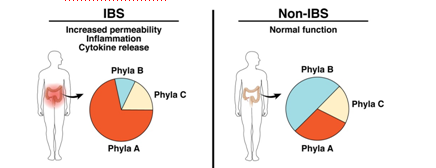 IBS
Increased permeability
Inflammation
Cytokine release
Phyla B
Phyla C
Phyla A
Non-IBS
Normal function
Phyla B
Phyla C
Phyla A